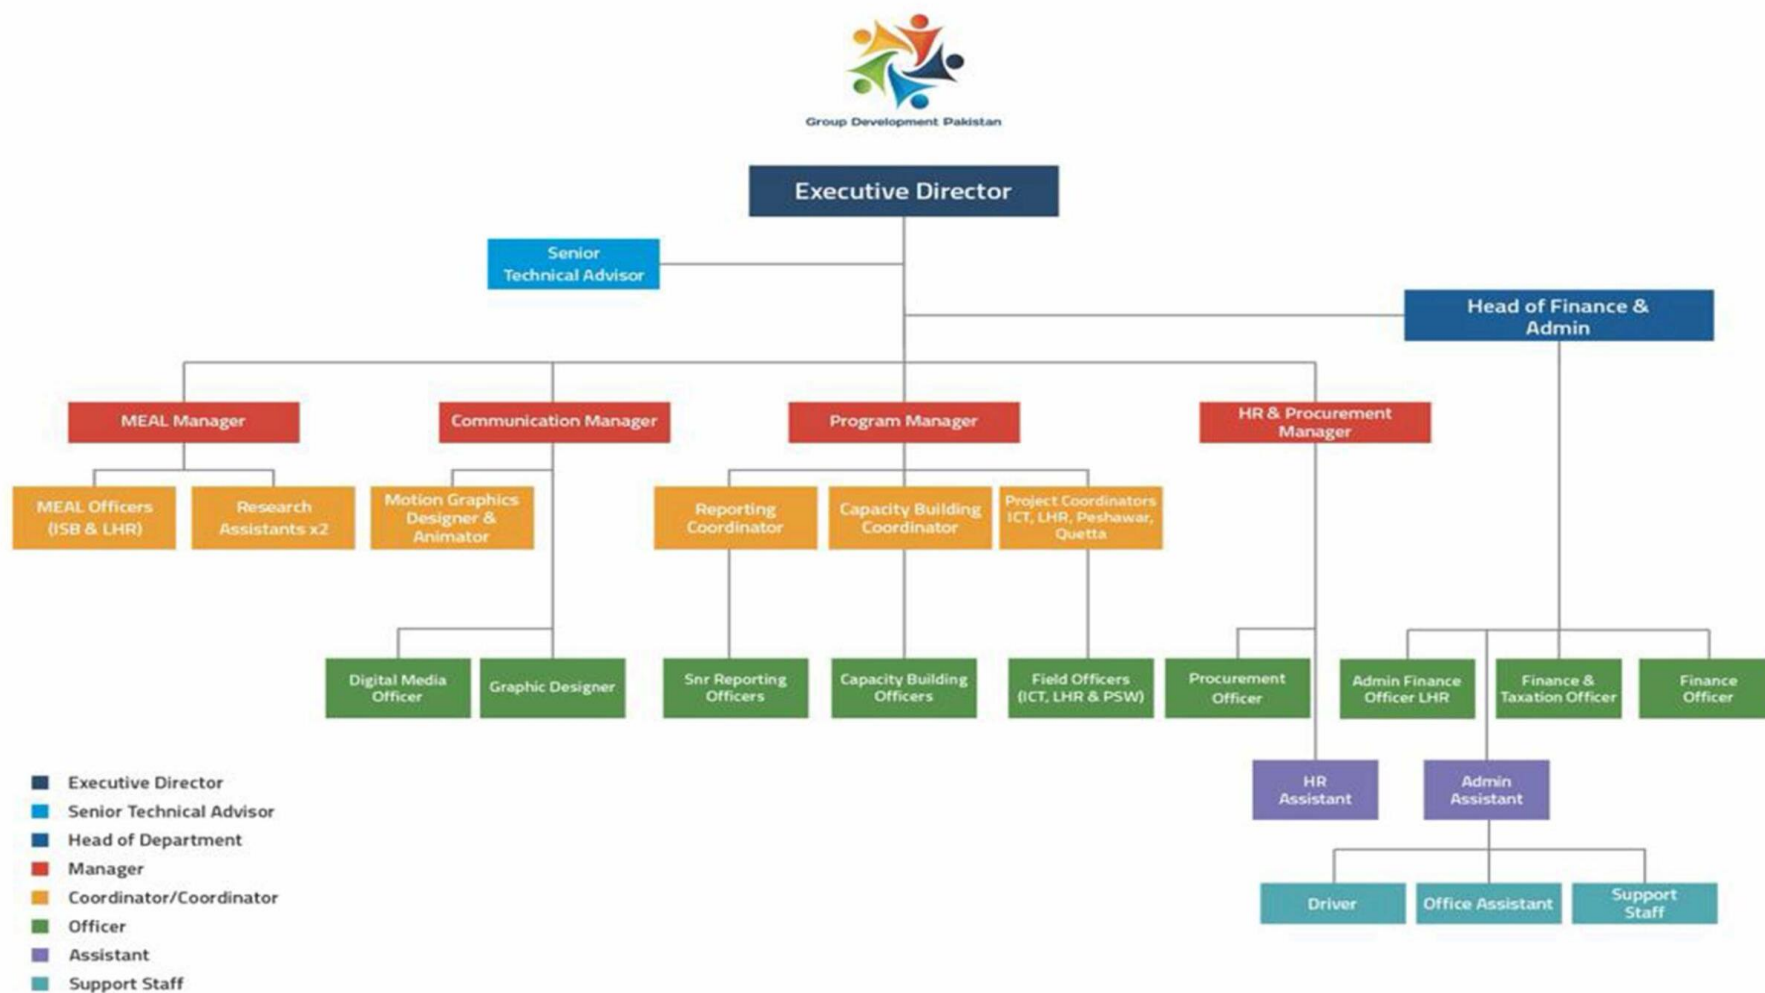 Group Development Pakistan
Executive Director
Senior
Technical Advisor
Head of Finance &
Admin
MEAL Manager
Communication Manager
Program Manager
HR & Procurement
Manager
MEAL Officers
(ISB & LHR)
Research
Assistants x2
Motion Graphics
Designer &
Animator
Reporting
Coordinator
Capacity Building
Coordinator
Project Coordinators
ICT, LHR, Peshawar,
Quetta
Digital Media
Officer
Graphic Designer
Snr Reporting
Officers
Capacity Building
Officers
Field Officers
(ICT, LHR & PSW)
Procurement
Officer
Admin Finance
Officer LHR
Finance &
Taxation Officer
Finance
Officer
HR
Assistant
Admin
Assistant
Driver
Office Assistant
Support
Staff
Executive Director
Senior Technical Advisor
Head of Department
Manager
Coordinator/Coordinator
Officer
Assistant
Support Staff